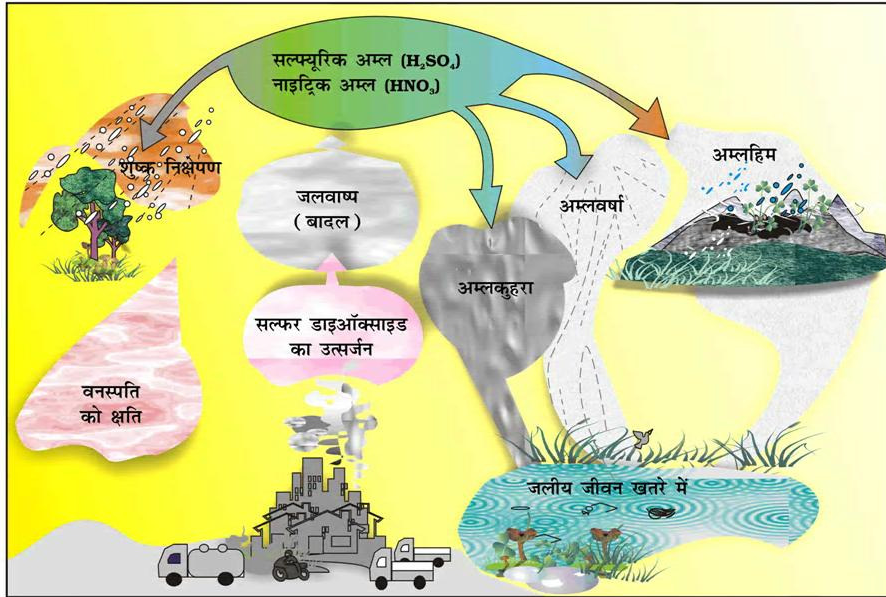 सल्फ्यूरिक अम्ल (H₂SO₄)
नाइट्रिक अम्ल (HNO₃)
शुष्क निक्षेपण
जलवाष्प
( बादल )
अम्लकुहरा
अम्लवर्षा
अम्लहिम
सल्फर डाइऑक्साइड
का उत्सर्जन
वनस्पति
को क्षति
जलीय जीवन खतरे में